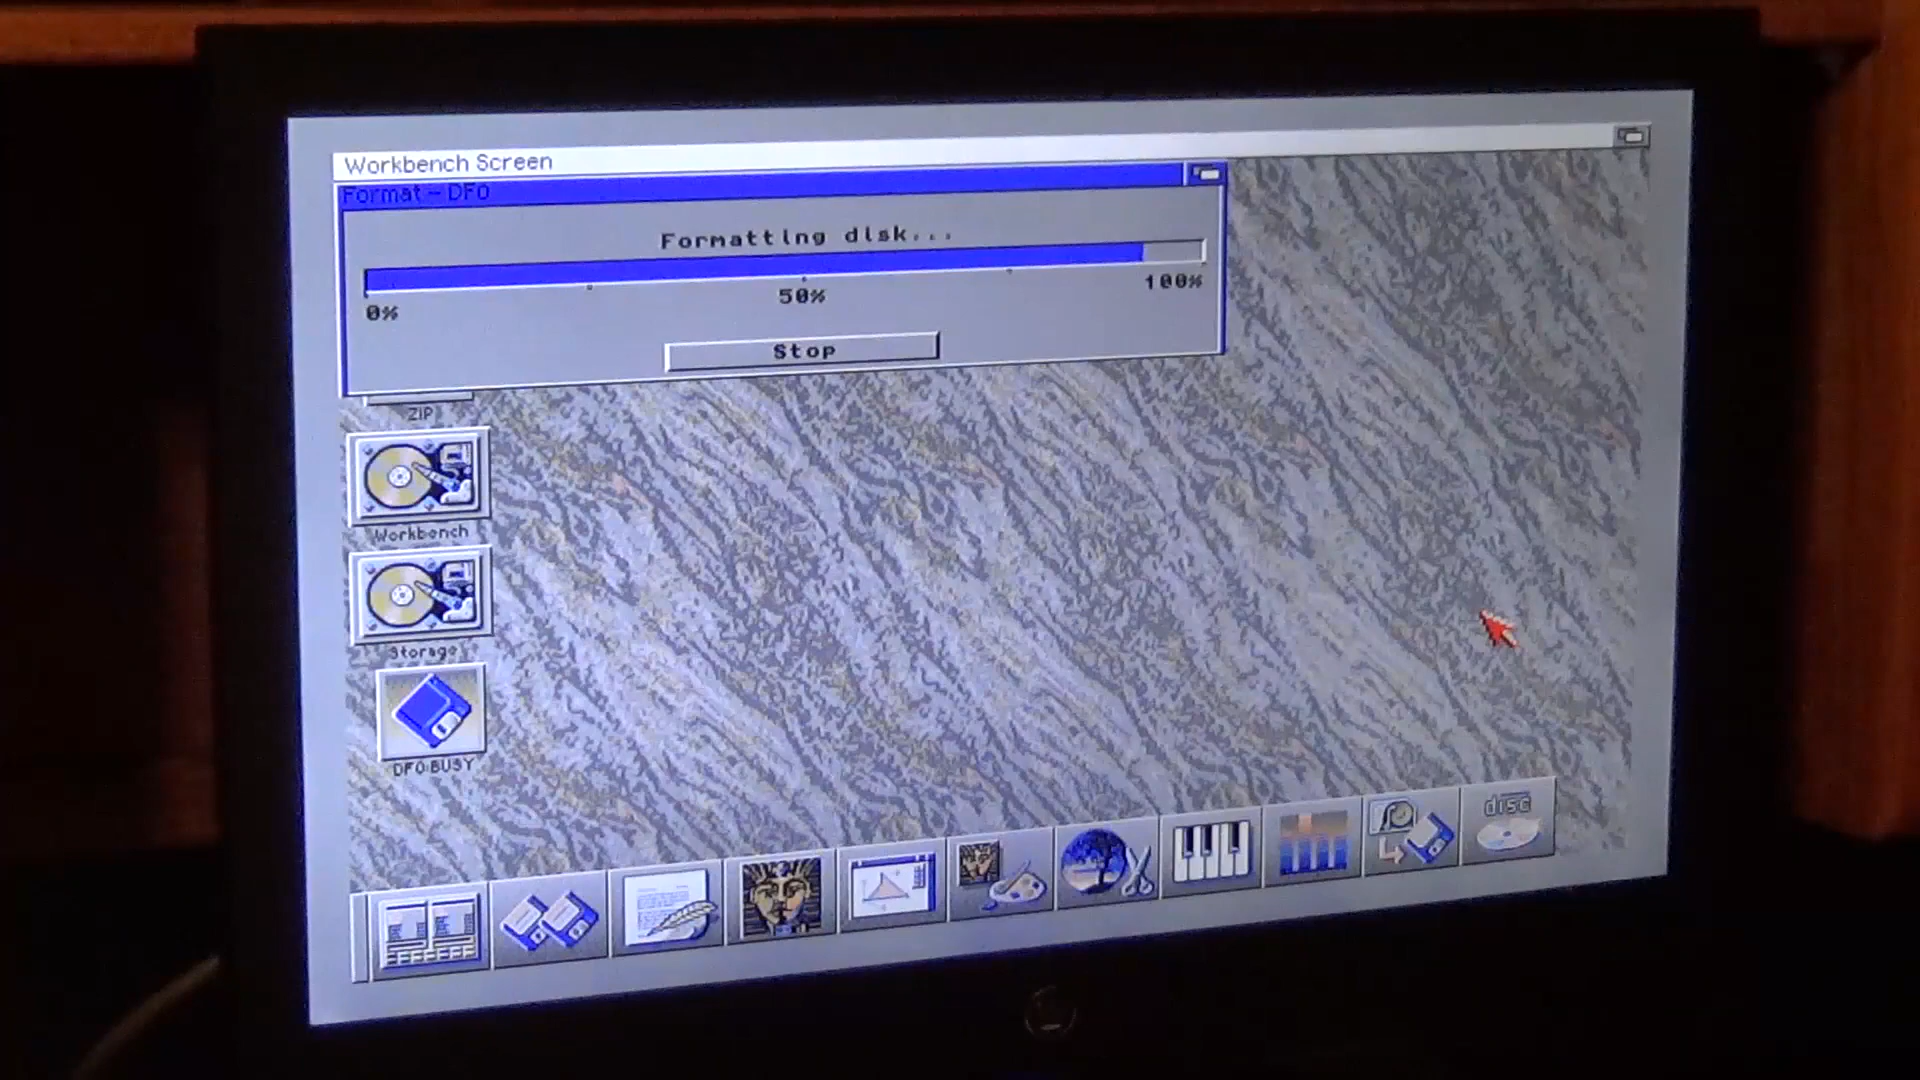 Workbench Screen
Format - DF0
Formatting disk...
0%
50%
100%
Stop
ZIP
Workbench
Storage
DF0:BUSY
disc